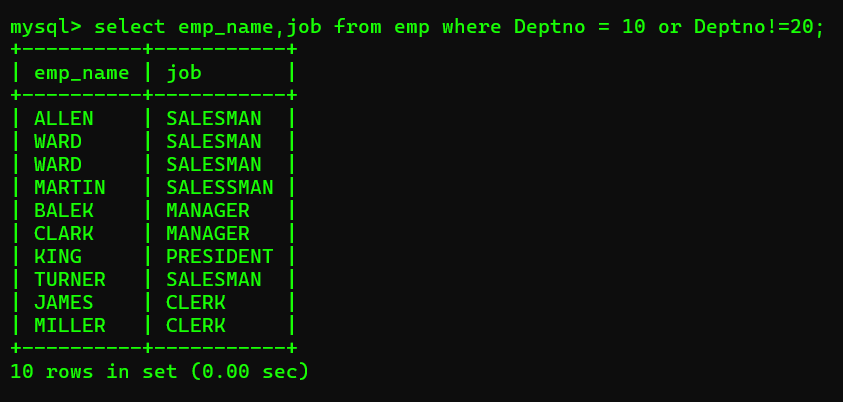 mysql> select emp_name,job from emp where Deptno = 10 or Deptno!=20;
+----------+-----------+
| emp_name | job       |
+----------+-----------+
| ALLEN    | SALESMAN  |
| WARD     | SALESMAN  |
| WARD     | SALESMAN  |
| MARTIN   | SALESSMAN |
| BALEK    | MANAGER   |
| CLARK    | MANAGER   |
| KING     | PRESIDENT |
| TURNER   | SALESMAN  |
| JAMES    | CLERK     |
| MILLER   | CLERK     |
+----------+-----------+
10 rows in set (0.00 sec)